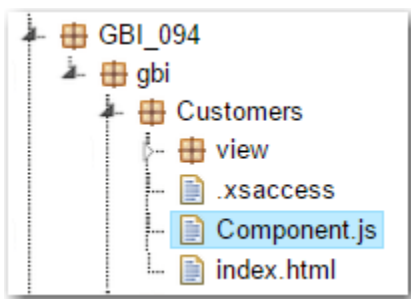 GBI_094
gbi
Customers
view
.xsaccess
Component.js
index.html